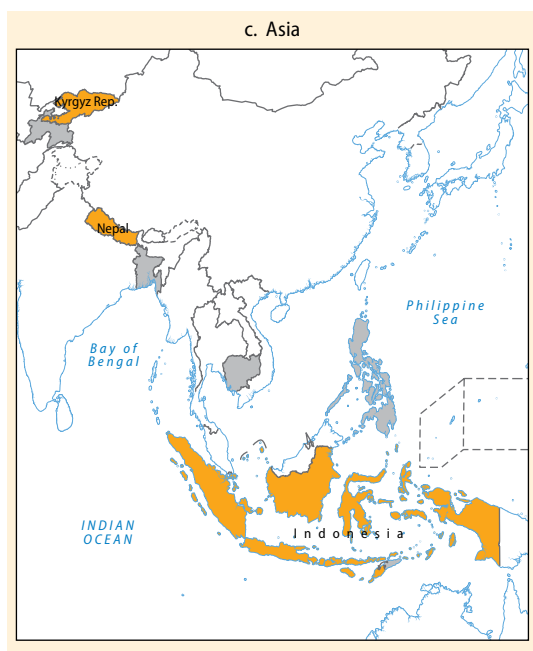 c. Asia
Kyrgyz Rep.
Nepal
Philippine
Sea
Bay of
Bengal
INDIAN
OCEAN
Indonesia